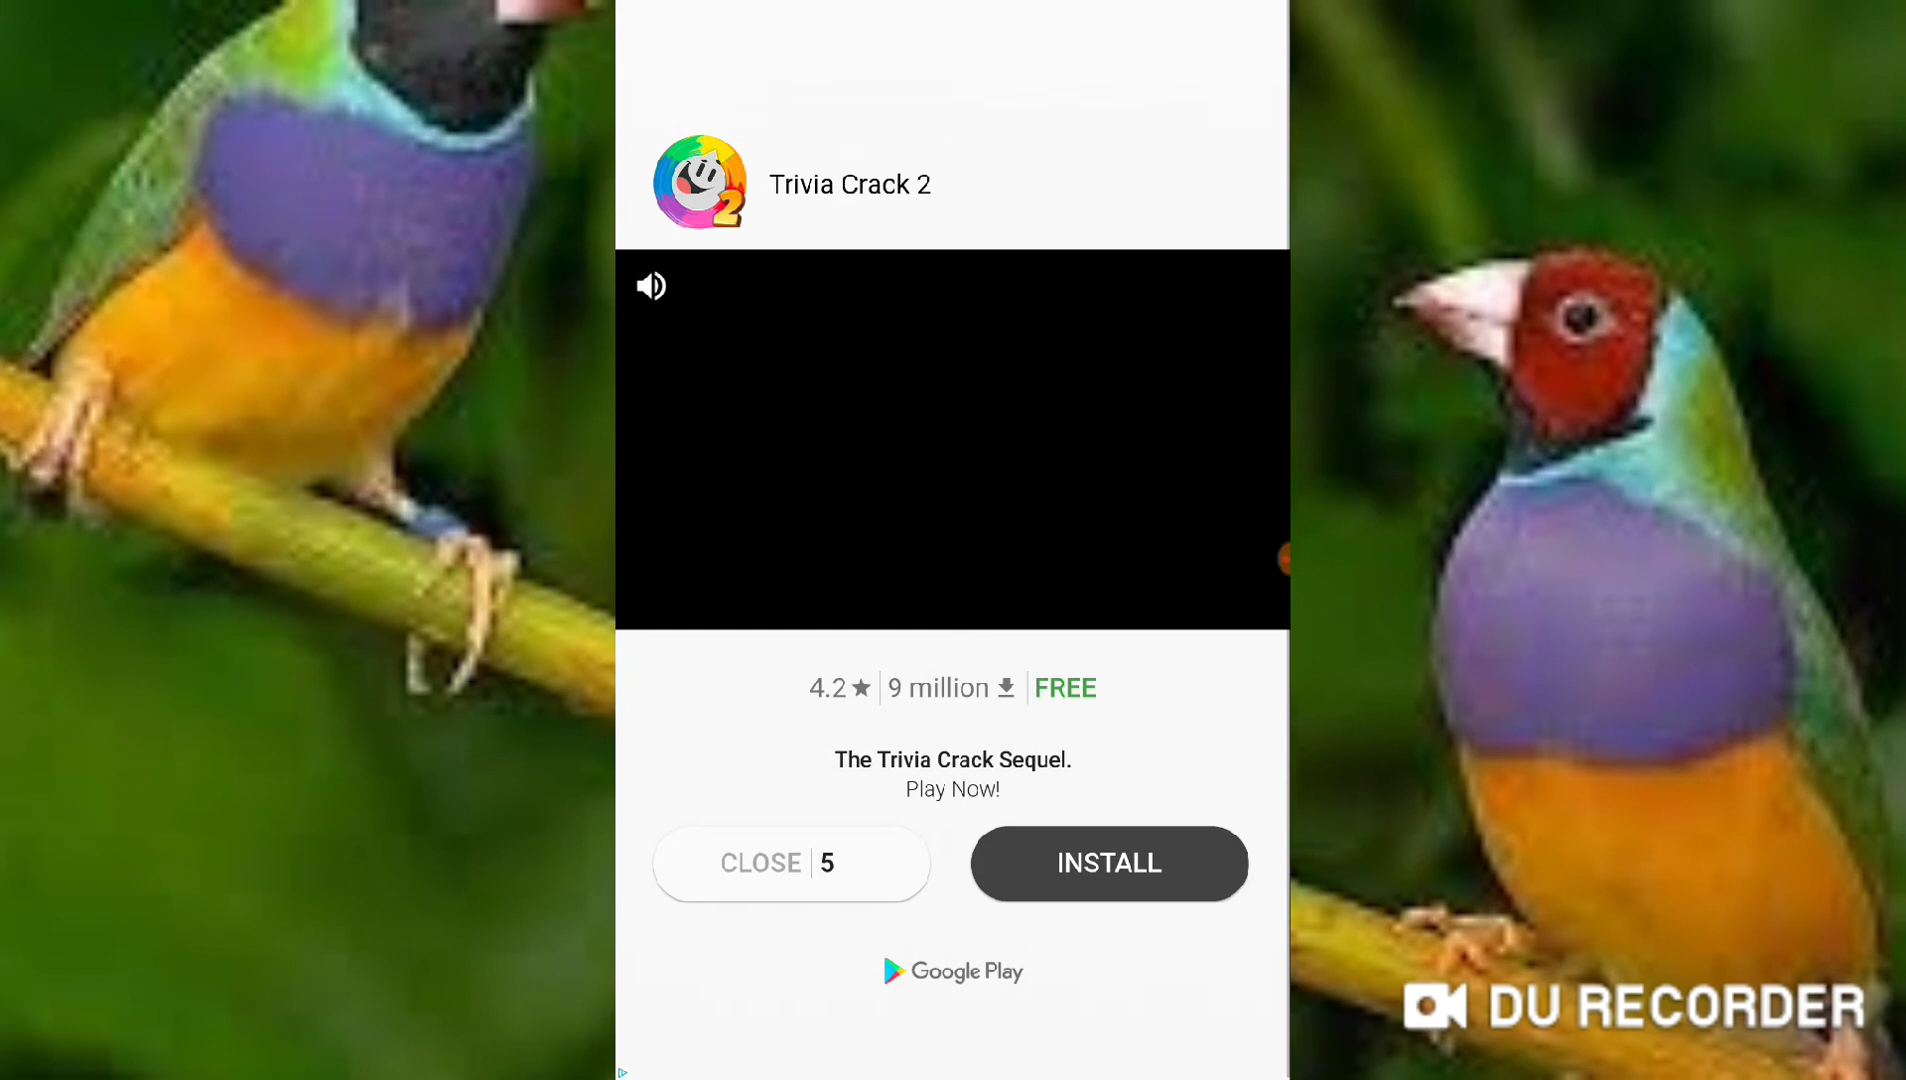 Trivia Crack 2
4.2 ★ | 9 million | FREE
The Trivia Crack Sequel.
Play Now!
CLOSE | 5
INSTALL
Google Play
DU RECORDER